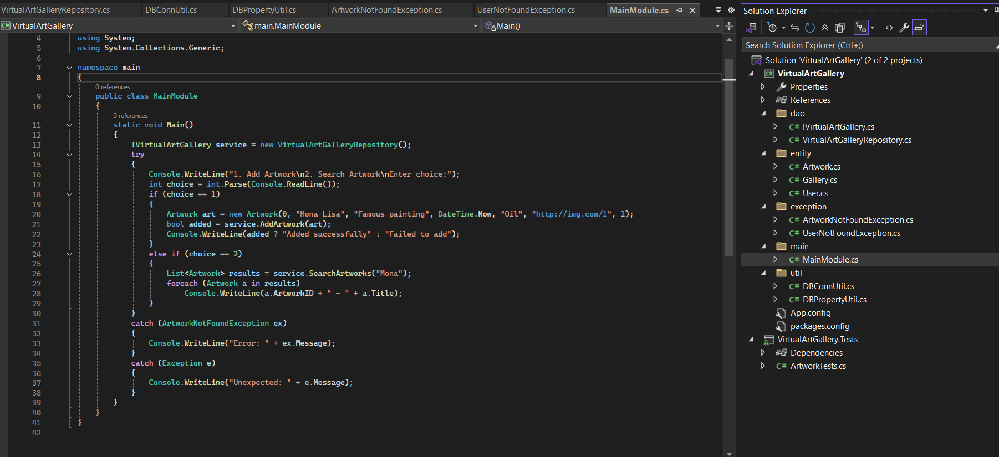 VirtualArtGalleryRepository.cs DBConnUtil.cs DBPropertyUtil.cs ArtworkNotFoundException.cs UserNotFoundException.cs MainModule.cs
VirtualArtGallery main.MainModule Main()
4 using System;
5 using System.Collections.Generic;
6
7 namespace main
8 {
0 references
9 public class MainModule
10 {
0 references
11 static void Main()
12 {
13 IVirtualArtGallery service = new VirtualArtGalleryRepository();
14 try
15 {
16 Console.WriteLine("1. Add Artwork\n2. Search Artwork\nEnter choice:");
17 int choice = int.Parse(Console.ReadLine());
18 if (choice == 1)
19 {
20 Artwork art = new Artwork(0, "Mona Lisa", "Famous painting", DateTime.Now, "Oil", "http://img.com/1", 1);
21 bool added = service.AddArtwork(art);
22 Console.WriteLine(added ? "Added successfully" : "Failed to add");
23 }
24 else if (choice == 2)
25 {
26 List<Artwork> results = service.SearchArtworks("Mona");
27 foreach (Artwork a in results)
28 Console.WriteLine(a.ArtworkID + " - " + a.Title);
29 }
30 }
31 catch (ArtworkNotFoundException ex)
32 {
33 Console.WriteLine("Error: " + ex.Message);
34 }
35 catch (Exception e)
36 {
37 Console.WriteLine("Unexpected: " + e.Message);
38 }
39 }
40 }
41 }
42
Solution Explorer
Search Solution Explorer (Ctrl+;)
Solution 'VirtualArtGallery' (2 of 2 projects)
C# VirtualArtGallery
Properties
References
dao
C# IVirtualArtGallery.cs
C# VirtualArtGalleryRepository.cs
entity
C# Artwork.cs
C# Gallery.cs
C# User.cs
exception
C# ArtworkNotFoundException.cs
C# UserNotFoundException.cs
main
C# MainModule.cs
util
C# DBConnUtil.cs
C# DBPropertyUtil.cs
App.config
packages.config
VirtualArtGallery.Tests
Dependencies
C# ArtworkTests.cs